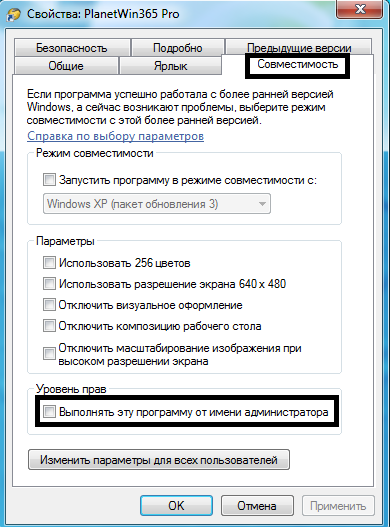 Свойства: PlanetWin365 Pro
Безопасность
Подробно
Предыдущие версии
Общие
Ярлык
Совместимость
Если программа успешно работала с более ранней версией
Windows, а сейчас возникают проблемы, выберите режим
совместимости с этой более ранней версией.
Справка по выбору параметров
Режим совместимости
Запустить программу в режиме совместимости с:
Windows XP (пакет обновления 3)
Параметры
Использовать 256 цветов
Использовать разрешение экрана 640 x 480
Отключить визуальное оформление
Отключить композицию рабочего стола
Отключить масштабирование изображения при
высоком разрешении экрана
Уровень прав
Выполнять эту программу от имени администратора
Изменить параметры для всех пользователей
OK
Отмена
Применить